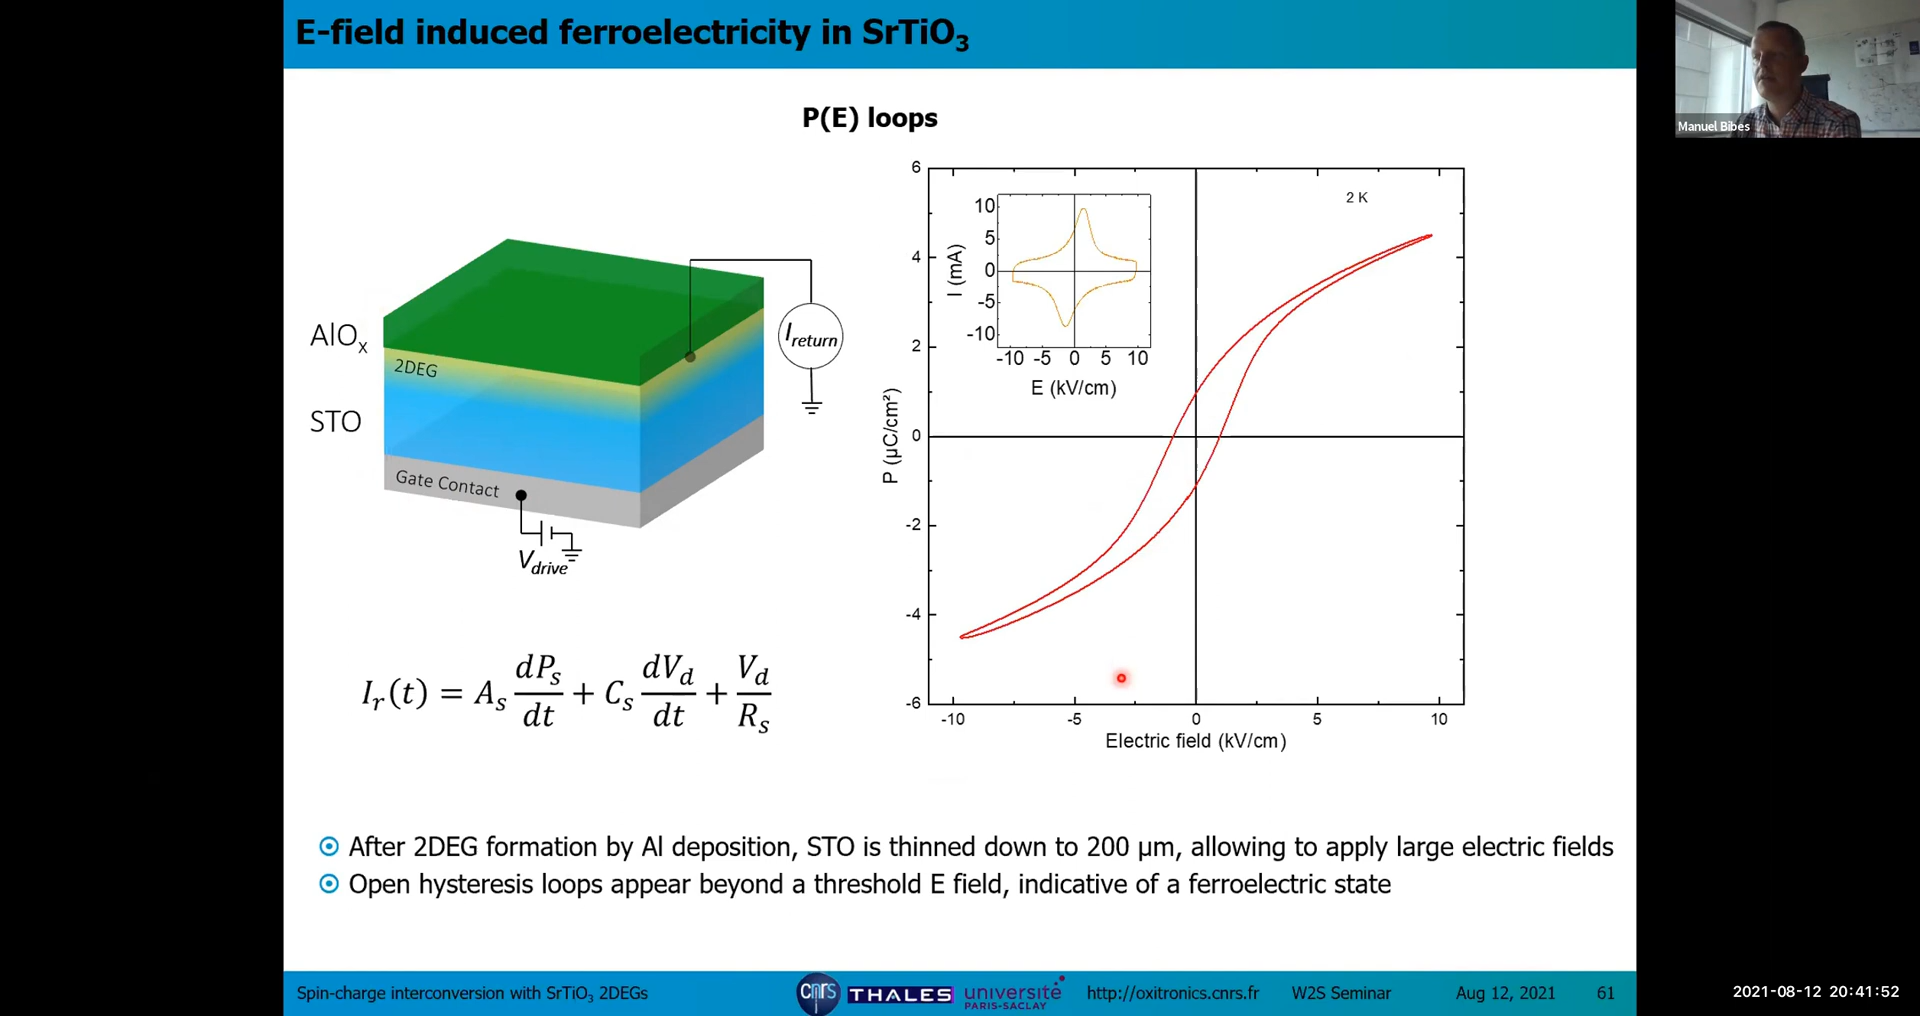 E-field induced ferroelectricity in SrTiO₃
Manuel Bibes
P(E) loops
AlOₓ
2DEG
STO
Gate Contact
I_return
V_drive
I_r(t) = A_s dP_s/dt + C_s dV_d/dt + V_d/R_s
6
4
2
0
-2
-4
-6
P (µC/cm²)
-10
-5
0
5
10
Electric field (kV/cm)
2 K
10
5
0
-5
-10
I (mA)
-10
-5
0
5
10
E (kV/cm)
After 2DEG formation by Al deposition, STO is thinned down to 200 µm, allowing to apply large electric fields
Open hysteresis loops appear beyond a threshold E field, indicative of a ferroelectric state
Spin-charge interconversion with SrTiO₃ 2DEGs
cnrs
THALES
université
PARIS-SACLAY
http://oxitronics.cnrs.fr
W2S Seminar
Aug 12, 2021
61
2021-08-12 20:41:52